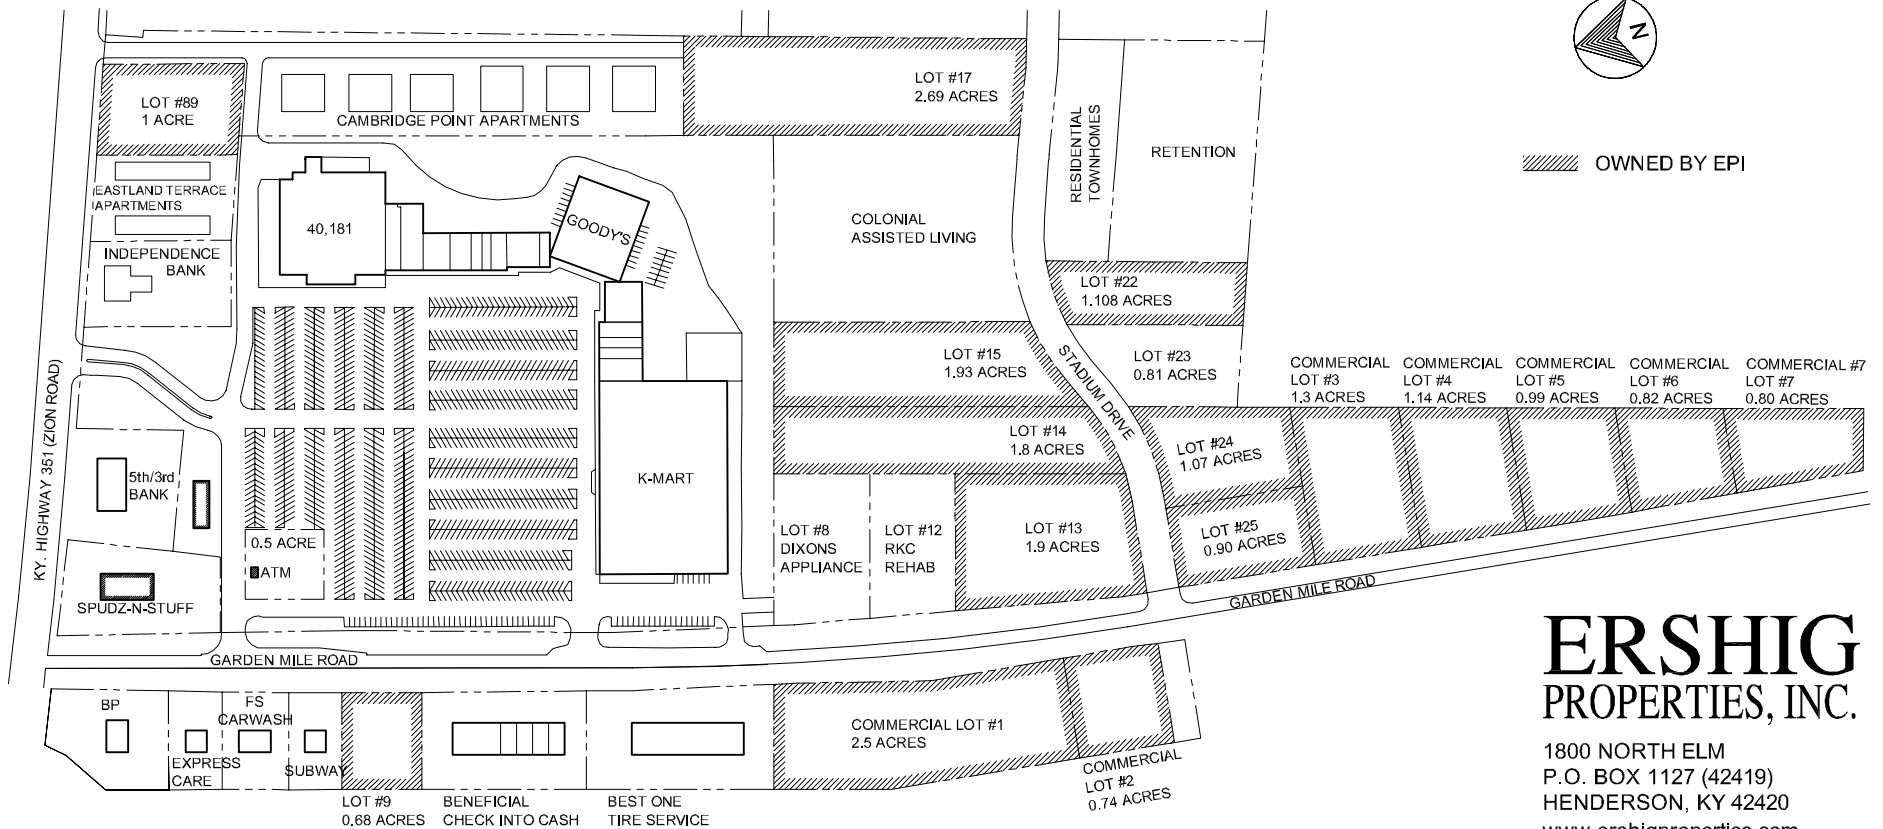 N
LOT #17
2.69 ACRES
LOT #89
1 ACRE
CAMBRIDGE POINT APARTMENTS
RESIDENTIAL
TOWNHOMES
RETENTION
OWNED BY EPI
EASTLAND TERRACE
APARTMENTS
40,181
GOODY'S
COLONIAL
ASSISTED LIVING
INDEPENDENCE
BANK
LOT #22
1.108 ACRES
KY. HIGHWAY 351 (ZION ROAD)
LOT #15
1.93 ACRES
STADIUM DRIVE
LOT #23
0.81 ACRES
COMMERCIAL
LOT #3
1.3 ACRES
COMMERCIAL
LOT #4
1.14 ACRES
COMMERCIAL
LOT #5
0.99 ACRES
COMMERCIAL
LOT #6
0.82 ACRES
COMMERCIAL #7
LOT #7
0.80 ACRES
LOT #14
1.8 ACRES
LOT #24
1.07 ACRES
5th/3rd
BANK
K-MART
LOT #8
DIXONS
APPLIANCE
LOT #12
RKC
REHAB
LOT #13
1.9 ACRES
LOT #25
0.90 ACRES
0.5 ACRE
ATM
SPUDZ-N-STUFF
GARDEN MILE ROAD
GARDEN MILE ROAD
BP
EXPRESS
CARE
FS
CARWASH
SUBWAY
LOT #9
0.68 ACRES
BENEFICIAL
CHECK INTO CASH
BEST ONE
TIRE SERVICE
COMMERCIAL LOT #1
2.5 ACRES
COMMERCIAL
LOT #2
0.74 ACRES
ERSHIG
PROPERTIES, INC.
1800 NORTH ELM
P.O. BOX 1127 (42419)
HENDERSON, KY 42420
www.ershigproperties.com